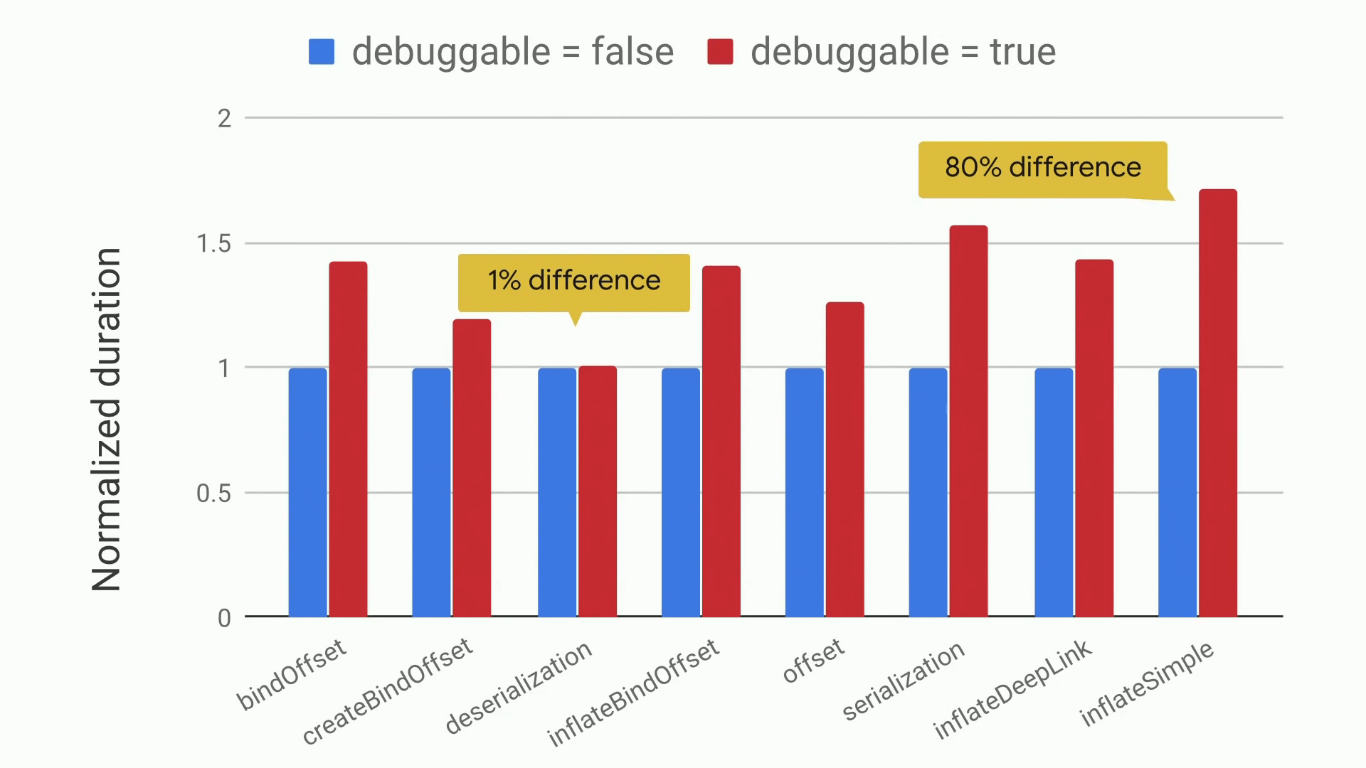 debuggable = false debuggable = true
2
80% difference
1.5
1% difference
1
0.5
0
Normalized duration
bindOffset
createBindOffset
deserialization
inflateBindOffset
offset
serialization
inflateDeepLink
inflateSimple